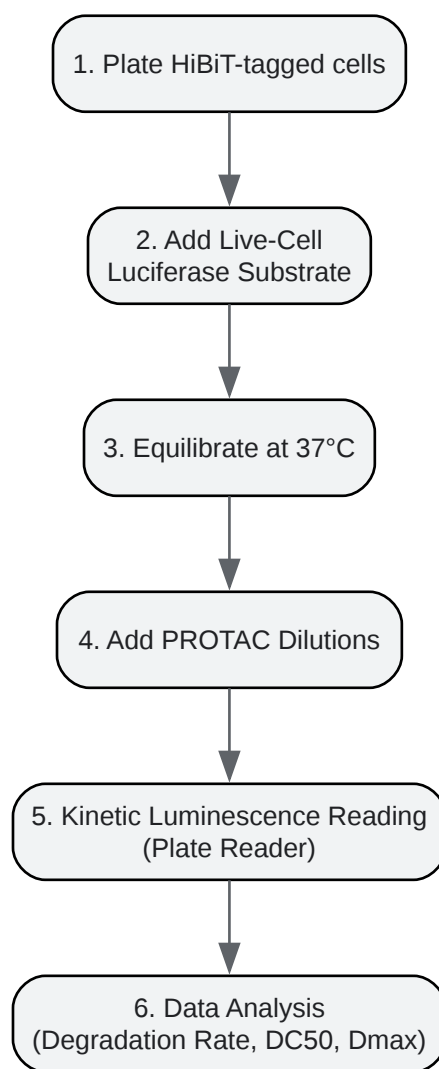 1. Plate HiBiT-tagged cells
2. Add Live-Cell
Luciferase Substrate
3. Equilibrate at 37°C
4. Add PROTAC Dilutions
5. Kinetic Luminescence Reading
(Plate Reader)
6. Data Analysis
(Degradation Rate, DC50, Dmax)